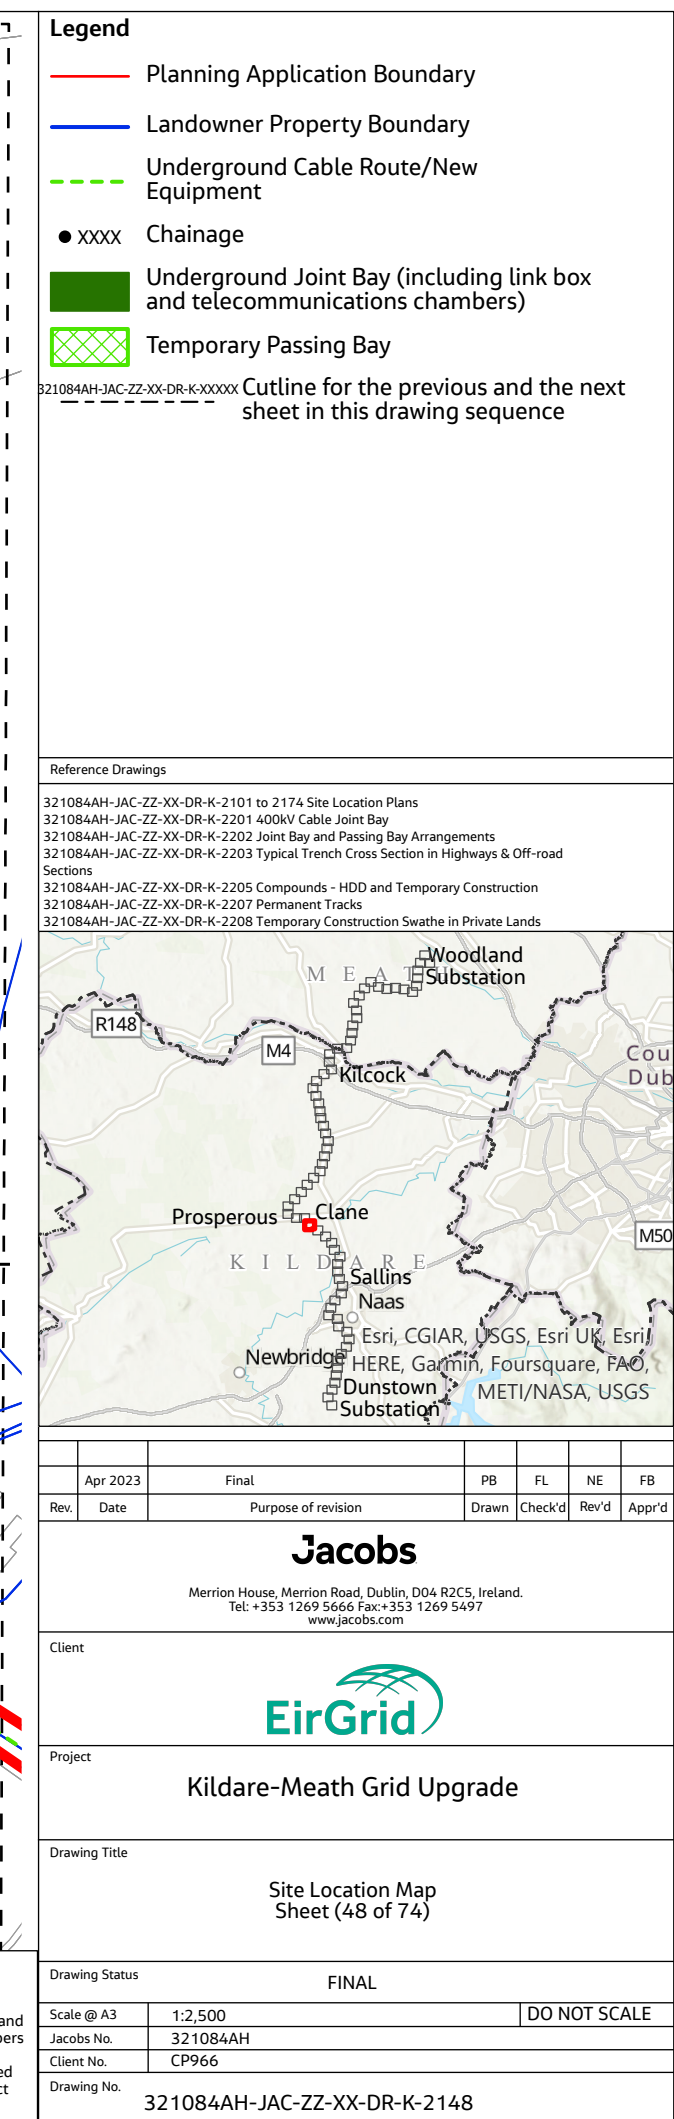 Legend
Planning Application Boundary
Landowner Property Boundary
Underground Cable Route/New
Equipment
XXXX Chainage
Underground Joint Bay (including link box
and telecommunications chambers)
Temporary Passing Bay
321084AH-JAC-ZZ-XX-DR-K-XXXXX Cutline for the previous and the next
sheet in this drawing sequence
Reference Drawings
321084AH-JAC-ZZ-XX-DR-K-2101 to 2174 Site Location Plans
321084AH-JAC-ZZ-XX-DR-K-2201 400kV Cable Joint Bay
321084AH-JAC-ZZ-XX-DR-K-2202 Joint Bay and Passing Bay Arrangements
321084AH-JAC-ZZ-XX-DR-K-2203 Typical Trench Cross Section in Highways & Off-road
Sections
321084AH-JAC-ZZ-XX-DR-K-2205 Compounds - HDD and Temporary Construction
321084AH-JAC-ZZ-XX-DR-K-2207 Permanent Tracks
321084AH-JAC-ZZ-XX-DR-K-2208 Temporary Construction Swathe in Private Lands
Woodland
MEATH Substation
R148
M4
Cou
Dub
Kilcock
Prosperous
Clane
M50
KILDARE
Sallins
Naas
Esri, CGIAR, USGS, Esri UK, Esri,
Newbridge HERE, Garmin, Foursquare, FAO,
Dunstown METI/NASA, USGS
Substation
Apr 2023 Final PB FL NE FB
Rev. Date Purpose of revision Drawn Check'd Rev'd Appr'd
Jacobs
Merrion House, Merrion Road, Dublin, D04 R2C5, Ireland.
Tel: +353 1269 5666 Fax:+353 1269 5497
www.jacobs.com
Client
EirGrid
Project
Kildare-Meath Grid Upgrade
Drawing Title
Site Location Map
Sheet (48 of 74)
Drawing Status
FINAL
Scale @ A3 1:2,500 DO NOT SCALE
Jacobs No. 321084AH
Client No. CP966
Drawing No.
321084AH-JAC-ZZ-XX-DR-K-2148
and
bers
ed
ct